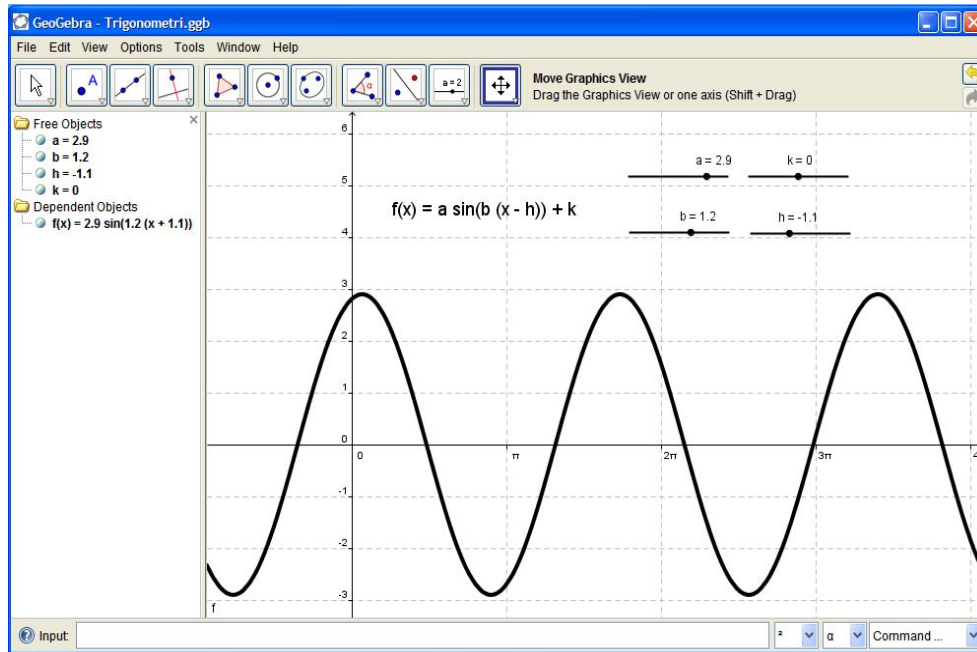 GeoGebra - Trigonometri.ggb
File Edit View Options Tools Window Help
A
α
a = 2
Move Graphics View
Drag the Graphics View or one axis (Shift + Drag)
Free Objects
a = 2.9
b = 1.2
h = -1.1
k = 0
Dependent Objects
f(x) = 2.9 sin(1.2 (x + 1.1))
a = 2.9
k = 0
f(x) = a sin(b (x - h)) + k
b = 1.2
h = -1.1
6
5
4
3
2
1
0
-1
-2
-3
0 π 2π 3π 4
f
Input:
²
α
Command ...